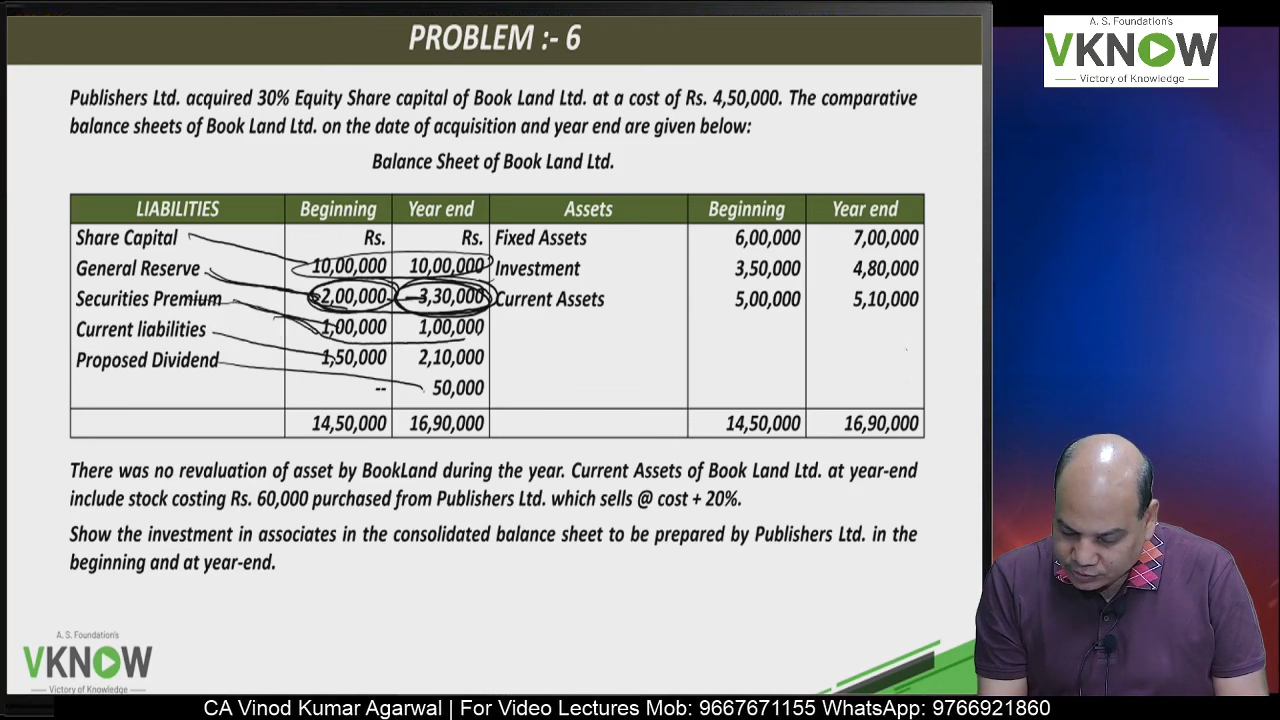 PROBLEM :- 6
A. S. Foundation's
VKNOW
Victory of Knowledge
Publishers Ltd. acquired 30% Equity Share capital of Book Land Ltd. at a cost of Rs. 4,50,000. The comparative
balance sheets of Book Land Ltd. on the date of acquisition and year end are given below:
Balance Sheet of Book Land Ltd.
LIABILITIES Beginning Year end Assets Beginning Year end
Share Capital Rs. Rs. Fixed Assets 6,00,000 7,00,000
General Reserve 10,00,000 10,00,000 Investment 3,50,000 4,80,000
Securities Premium 2,00,000 3,30,000 Current Assets 5,00,000 5,10,000
Current liabilities 1,00,000 1,00,000
Proposed Dividend 1,50,000 2,10,000
-- 50,000
14,50,000 16,90,000 14,50,000 16,90,000
There was no revaluation of asset by BookLand during the year. Current Assets of Book Land Ltd. at year-end
include stock costing Rs. 60,000 purchased from Publishers Ltd. which sells @ cost + 20%.
Show the investment in associates in the consolidated balance sheet to be prepared by Publishers Ltd. in the
beginning and at year-end.
A. S. Foundation's
VKNOW
Victory of Knowledge
CA Vinod Kumar Agarwal | For Video Lectures Mob: 9667671155 WhatsApp: 9766921860